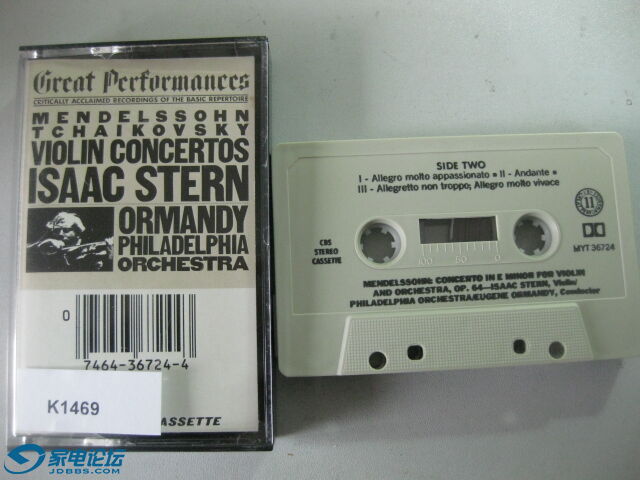 Great Performances
CRITICALLY ACCLAIMED RECORDINGS OF THE BASIC REPERTOIRE
MENDELSSOHN
TCHAIKOVSKY
VIOLIN CONCERTOS
ISAAC STERN
ORMANDY
PHILADELPHIA
ORCHESTRA
0
7464-36724-4
K1469
ASSETTE
SIDE TWO
I - Allegro molto appassionato ■ II - Andante ■
III - Allegretto non troppo; Allegro molto vivace
CBS
STEREO
CASSETTE
100 50 0
11
MYT 36724
MENDELSSOHN: CONCERTO IN E MINOR FOR VIOLIN
AND ORCHESTRA, OP. 64—ISAAC STERN, Violin/
PHILADELPHIA ORCHESTRA/EUGENE ORMANDY, Conductor
家电论坛
JDBBS.COM